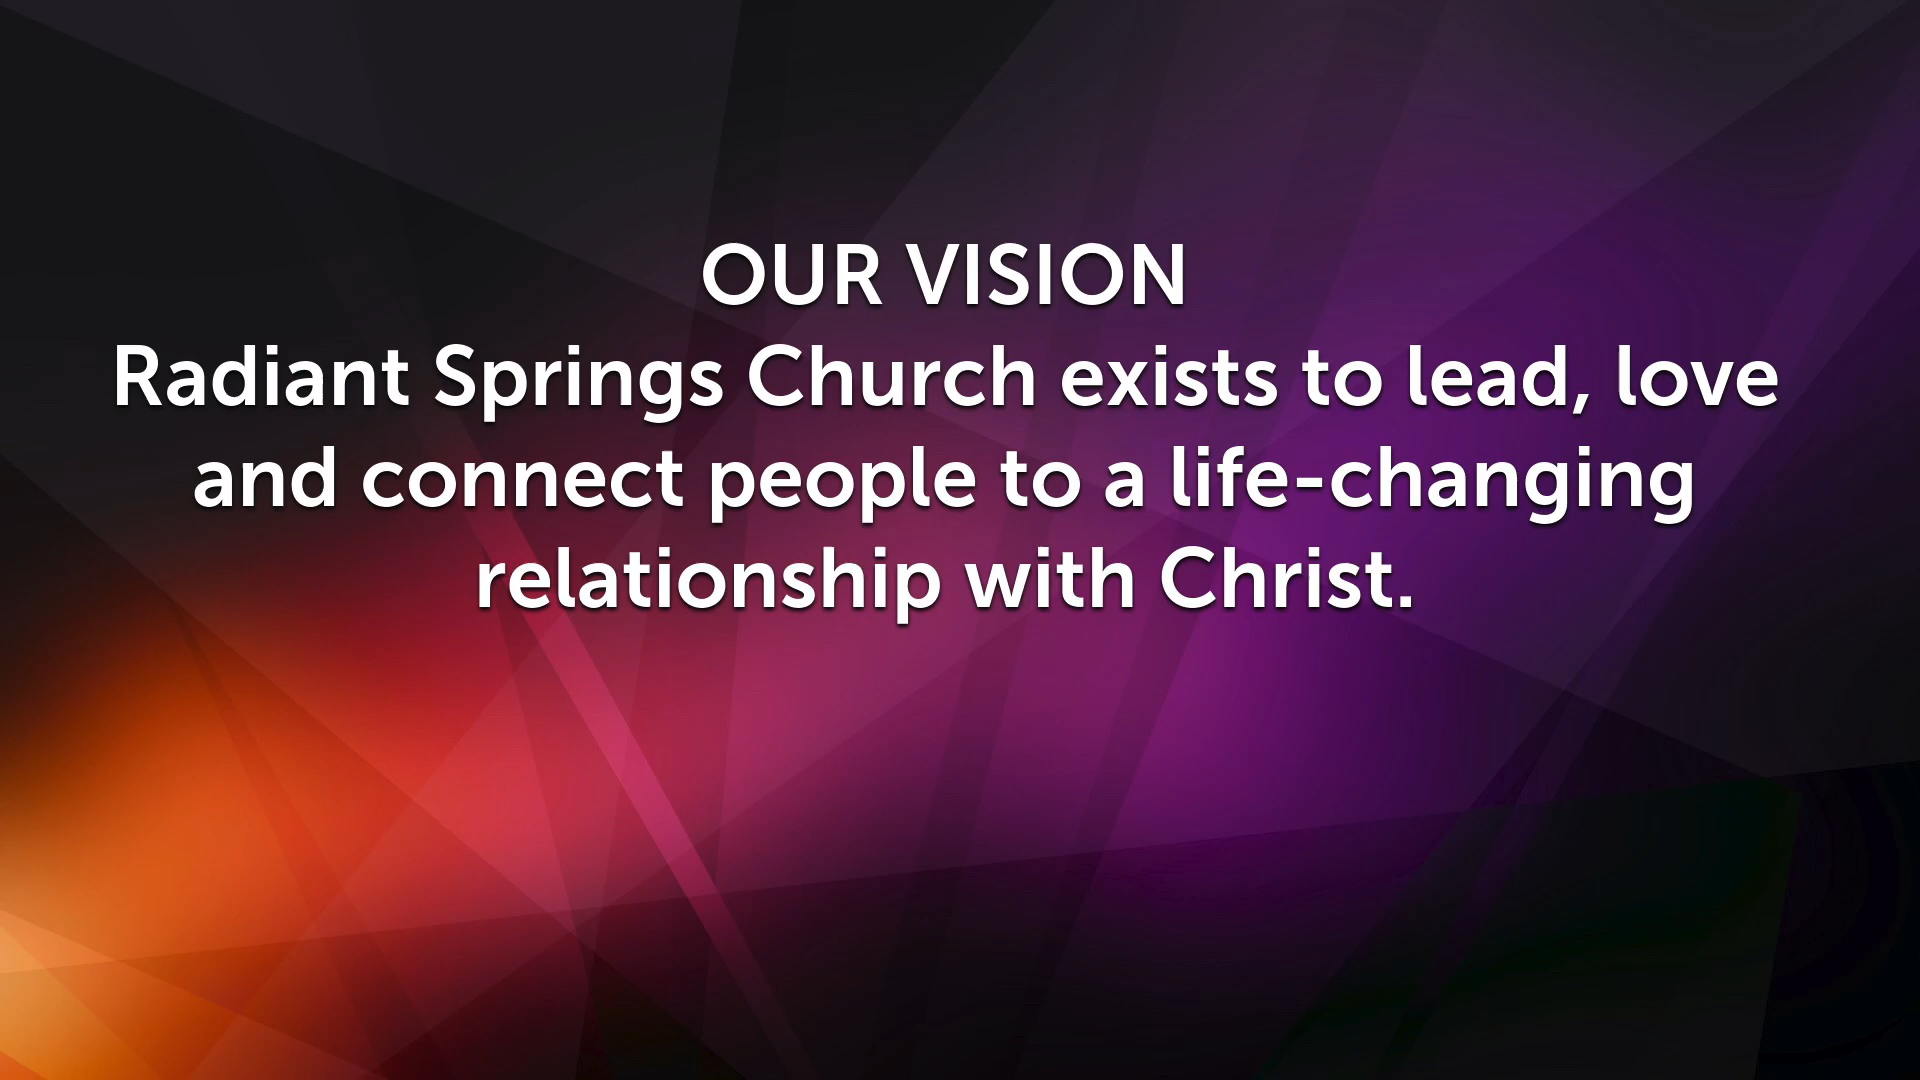 OUR VISION
Radiant Springs Church exists to lead, love
and connect people to a life-changing
relationship with Christ.